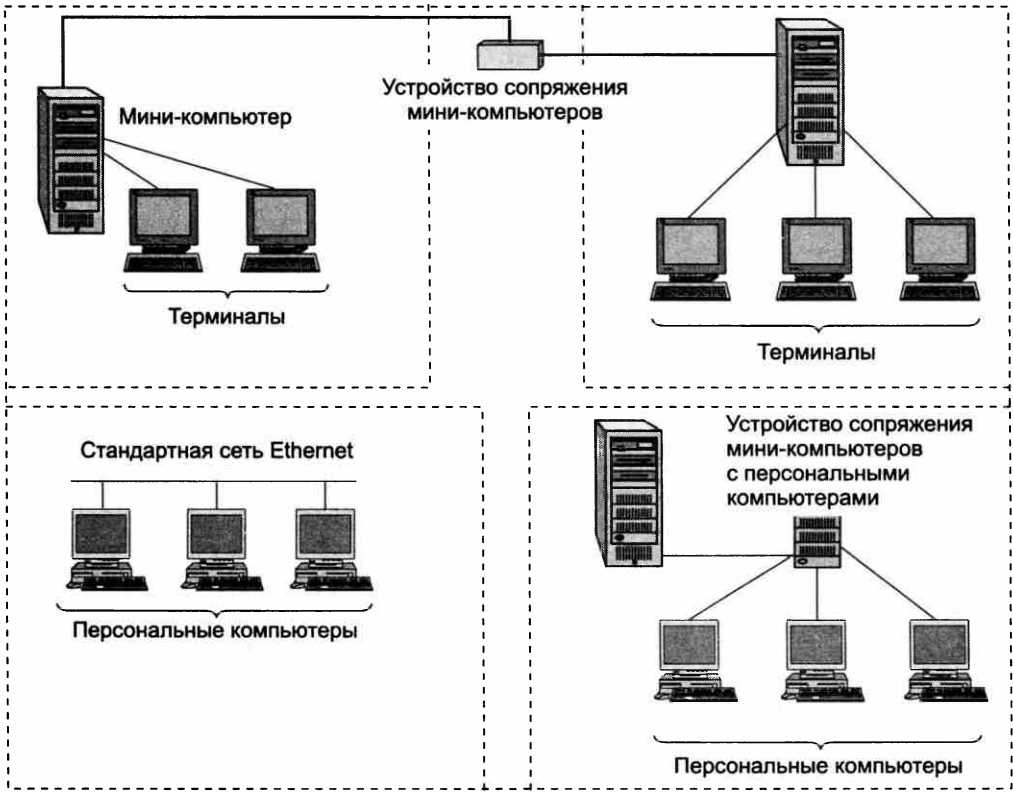 Устройство сопряжения
мини-компьютеров
Мини-компьютер
Терминалы
Терминалы
Стандартная сеть Ethernet
Персональные компьютеры
Устройство сопряжения
мини-компьютеров
с персональными
компьютерами
Персональные компьютеры